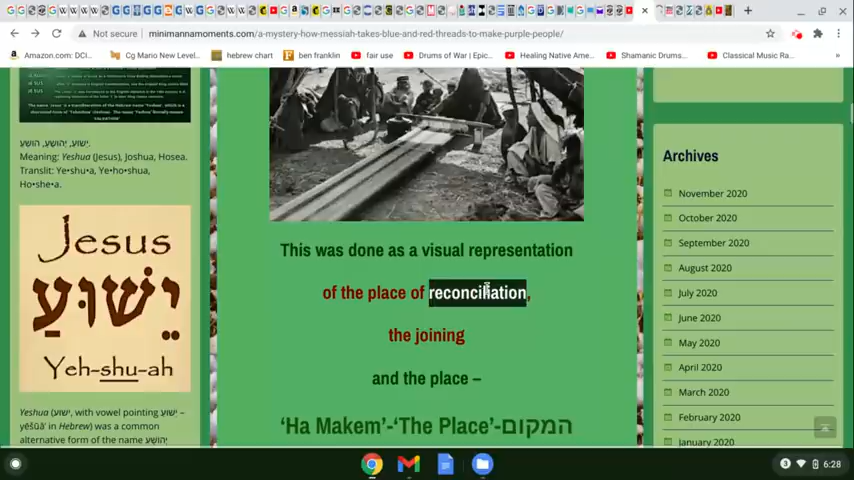 Not secure
minimannamoments.com/a-mystery-how-messiah-takes-blue-and-red-threads-to-make-purple-people/
Amazon.com: DCI...
Cg Mario New Level...
hebrew chart
ben franklin
fair use
Drums of War | Epic...
Healing Native Ame...
Shamanic Drums...
Classical Music Ra...
ישוע, יהושע, הושע.
Meaning: Yeshua (Jesus), Joshua, Hosea.
Translit: Ye•shu•a, Ye•ho•shua,
Ho•she•a.
Jesus
יֵשׁוּעַ
Yeh-shu-ah
Yeshua (ישוע, with vowel pointing יֵשׁוּעַ –
yēšūă‘ in Hebrew) was a common
alternative form of the name יְהוֹשֻׁעַ
This was done as a visual representation
of the place of reconciliation,
the joining
and the place –
‘Ha Makem’-‘The Place’-המקום
Archives
November 2020
October 2020
September 2020
August 2020
July 2020
June 2020
May 2020
April 2020
March 2020
February 2020
January 2020
3
6:28